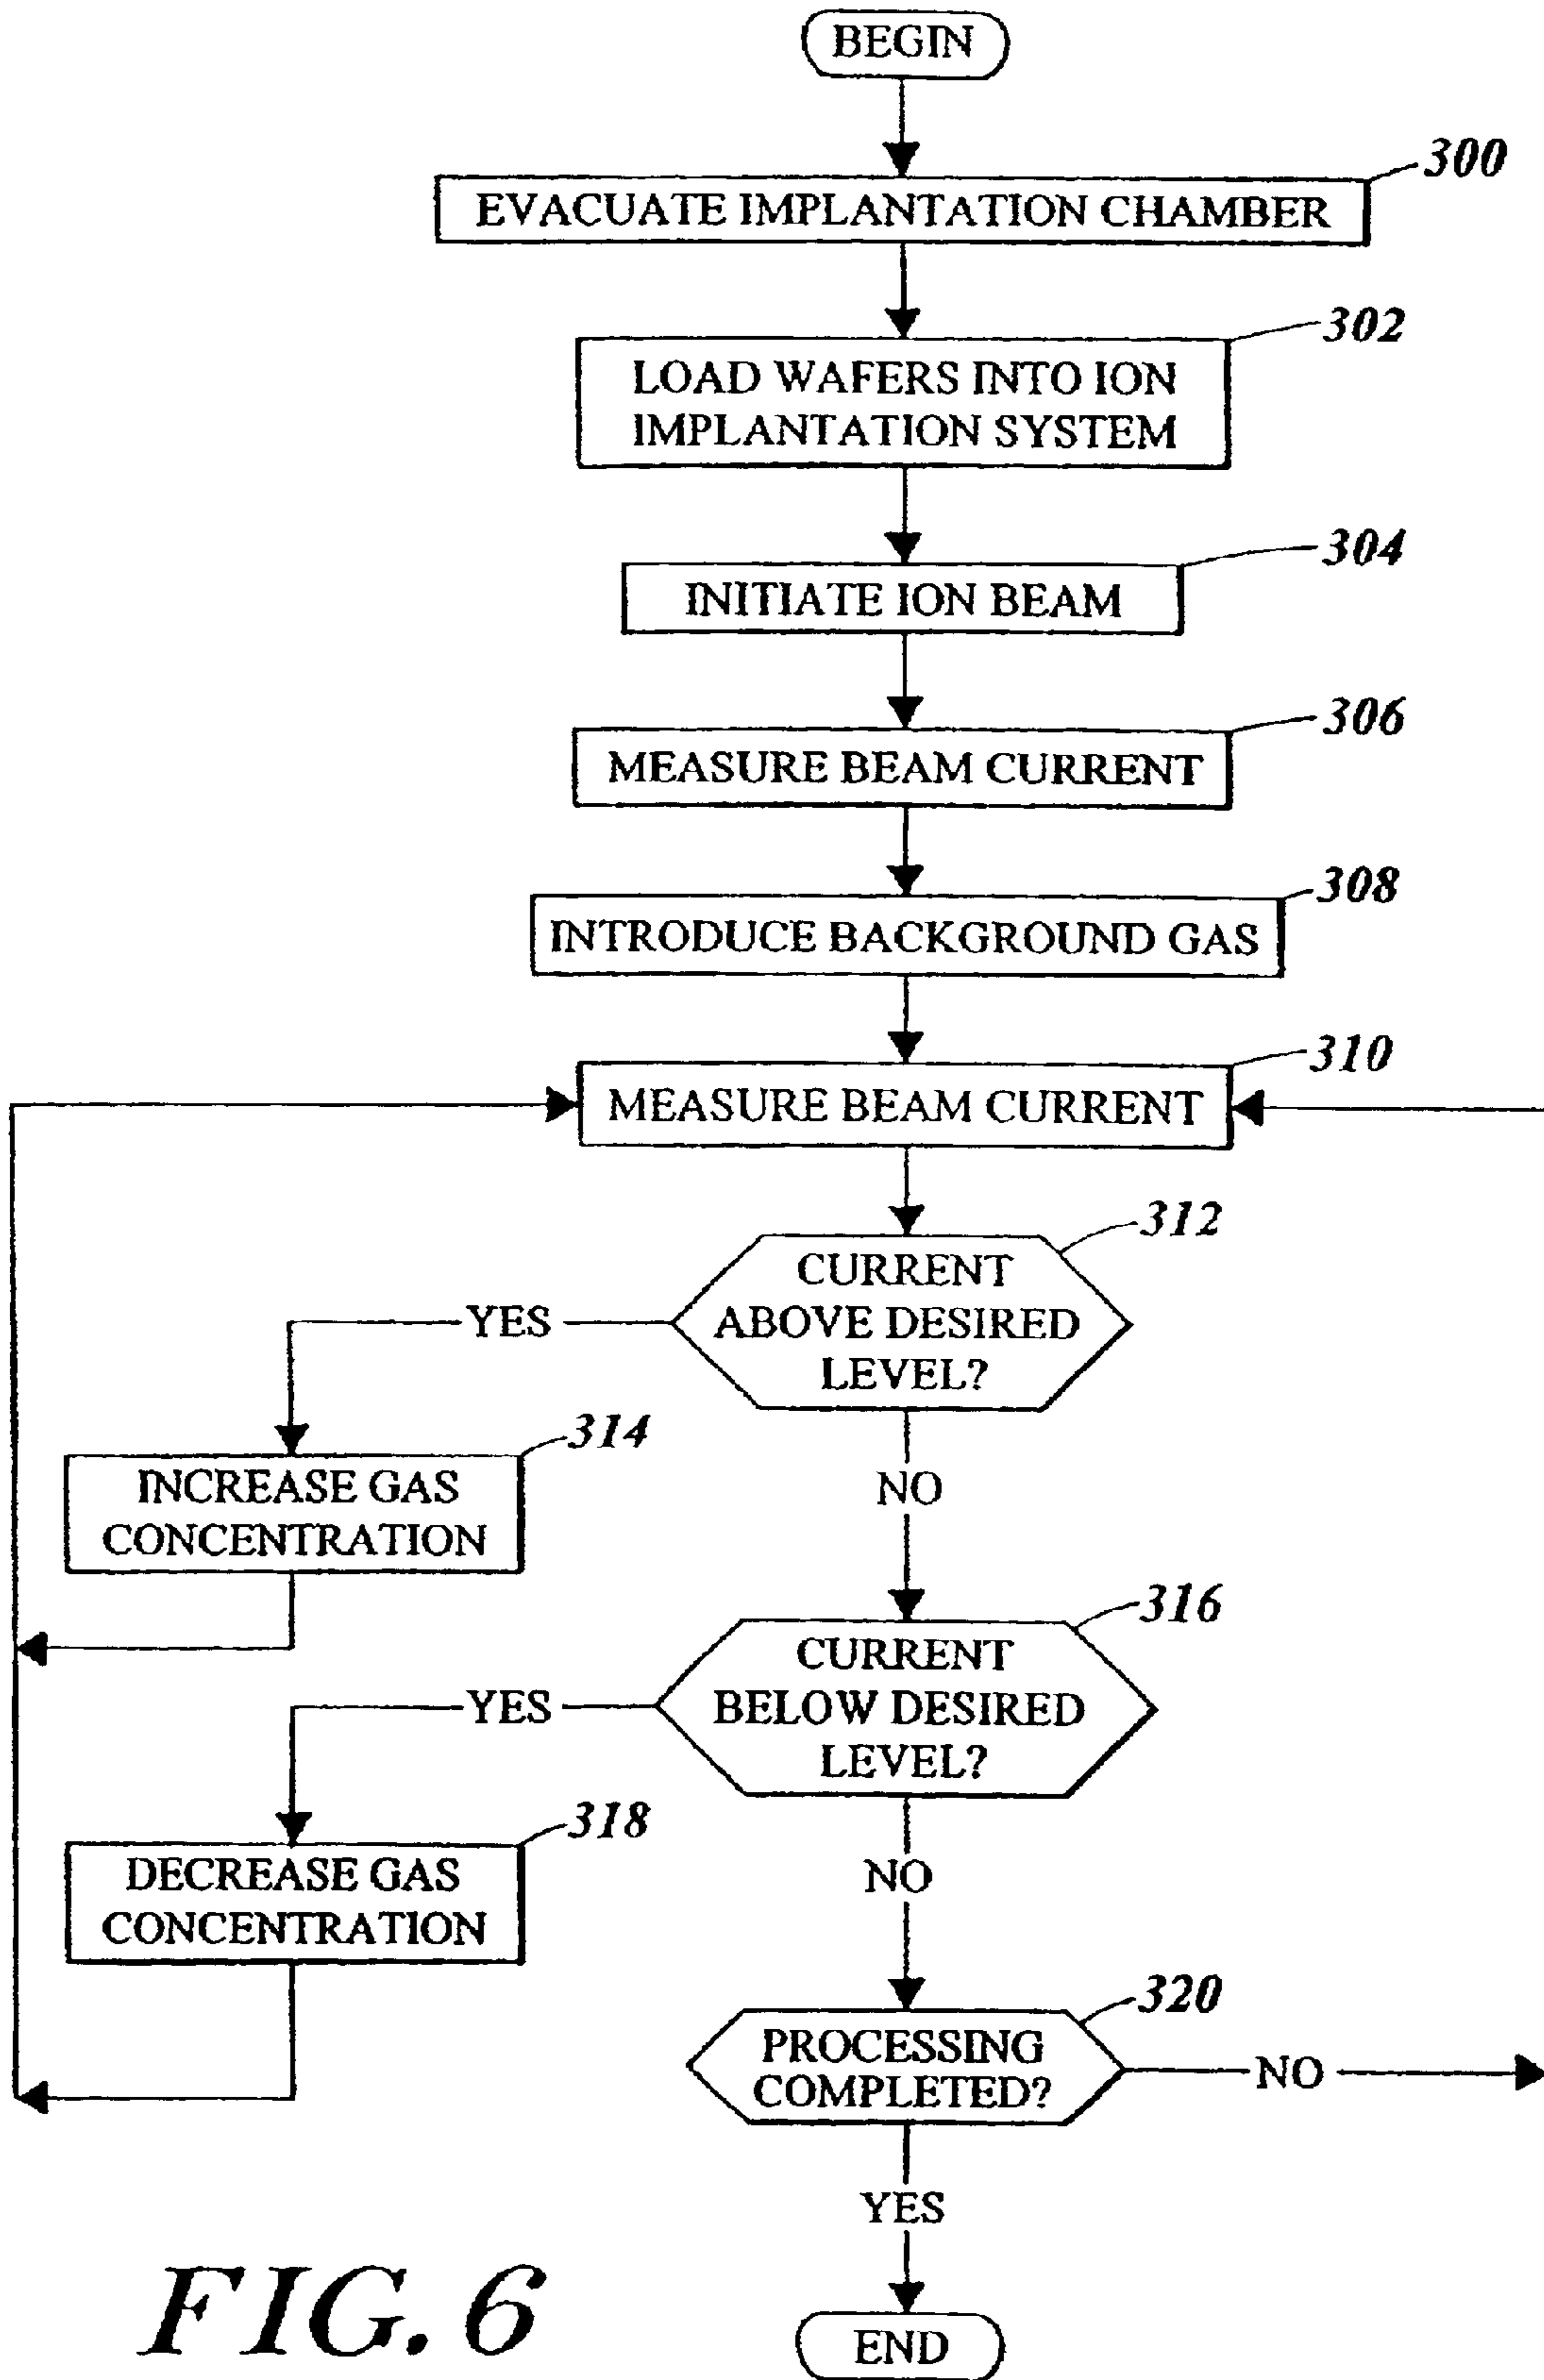 BEGIN
300
EVACUATE IMPLANTATION CHAMBER
302
LOAD WAFERS INTO ION
IMPLANTATION SYSTEM
304
INITIATE ION BEAM
306
MEASURE BEAM CURRENT
308
INTRODUCE BACKGROUND GAS
310
MEASURE BEAM CURRENT
312
CURRENT
ABOVE DESIRED
LEVEL?
YES
314
INCREASE GAS
CONCENTRATION
NO
316
CURRENT
BELOW DESIRED
LEVEL?
YES
318
DECREASE GAS
CONCENTRATION
NO
320
PROCESSING
COMPLETED?
NO
YES
END
FIG. 6